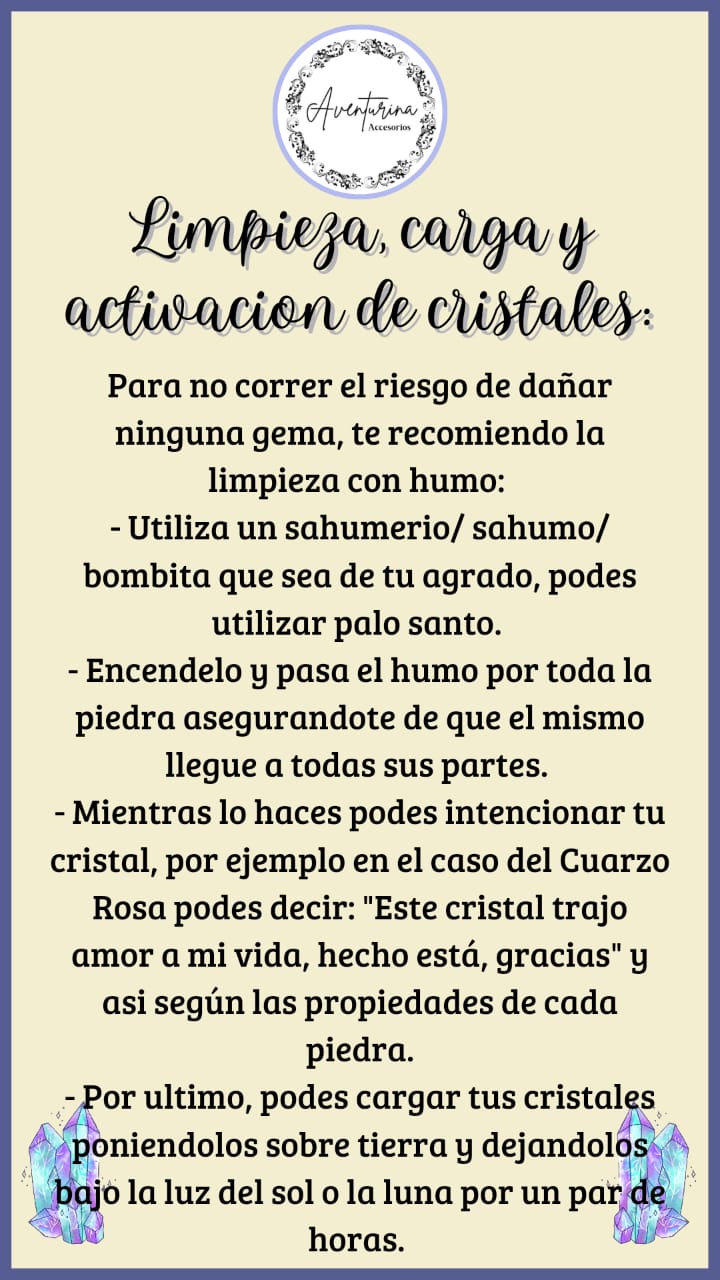 Aventurina
Accesorios
Limpieza, carga y
activacion de cristales:
Para no correr el riesgo de dañar
ninguna gema, te recomiendo la
limpieza con humo:
- Utiliza un sahumerio/ sahumo/
bombita que sea de tu agrado, podes
utilizar palo santo.
- Encendelo y pasa el humo por toda la
piedra asegurandote de que el mismo
llegue a todas sus partes.
- Mientras lo haces podes intencionar tu
cristal, por ejemplo en el caso del Cuarzo
Rosa podes decir: "Este cristal trajo
amor a mi vida, hecho está, gracias" y
asi según las propiedades de cada
piedra.
- Por ultimo, podes cargar tus cristales
poniendolos sobre tierra y dejandolos
bajo la luz del sol o la luna por un par de
horas.